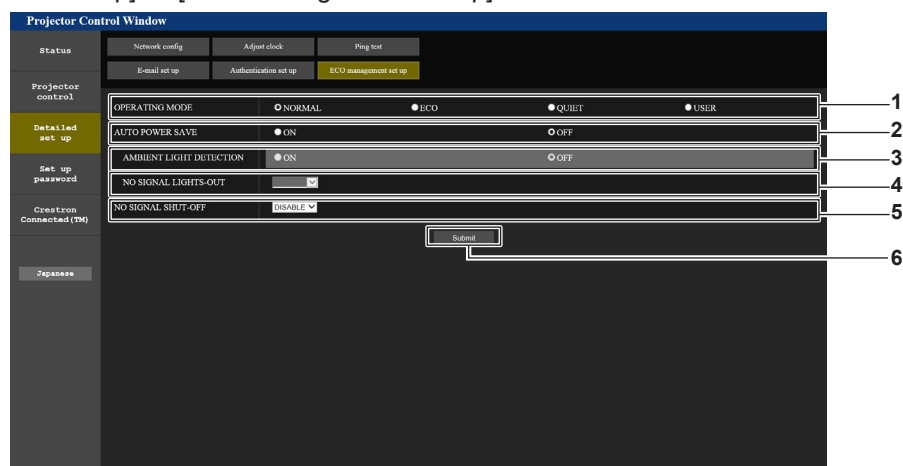 Projector Control Window
Status
Network config Adjust clock Ping test
E-mail set up Authentication set up ECO management set up
Projector
control
OPERATING MODE NORMAL ECO QUIET USER 1
Detailed
set up
AUTO POWER SAVE ON OFF 2
AMBIENT LIGHT DETECTION ON OFF 3
Set up
password
NO SIGNAL LIGHTS-OUT 4
Crestron
Connected(TM)
NO SIGNAL SHUT-OFF DISABLE 5
Submit 6
Japanese